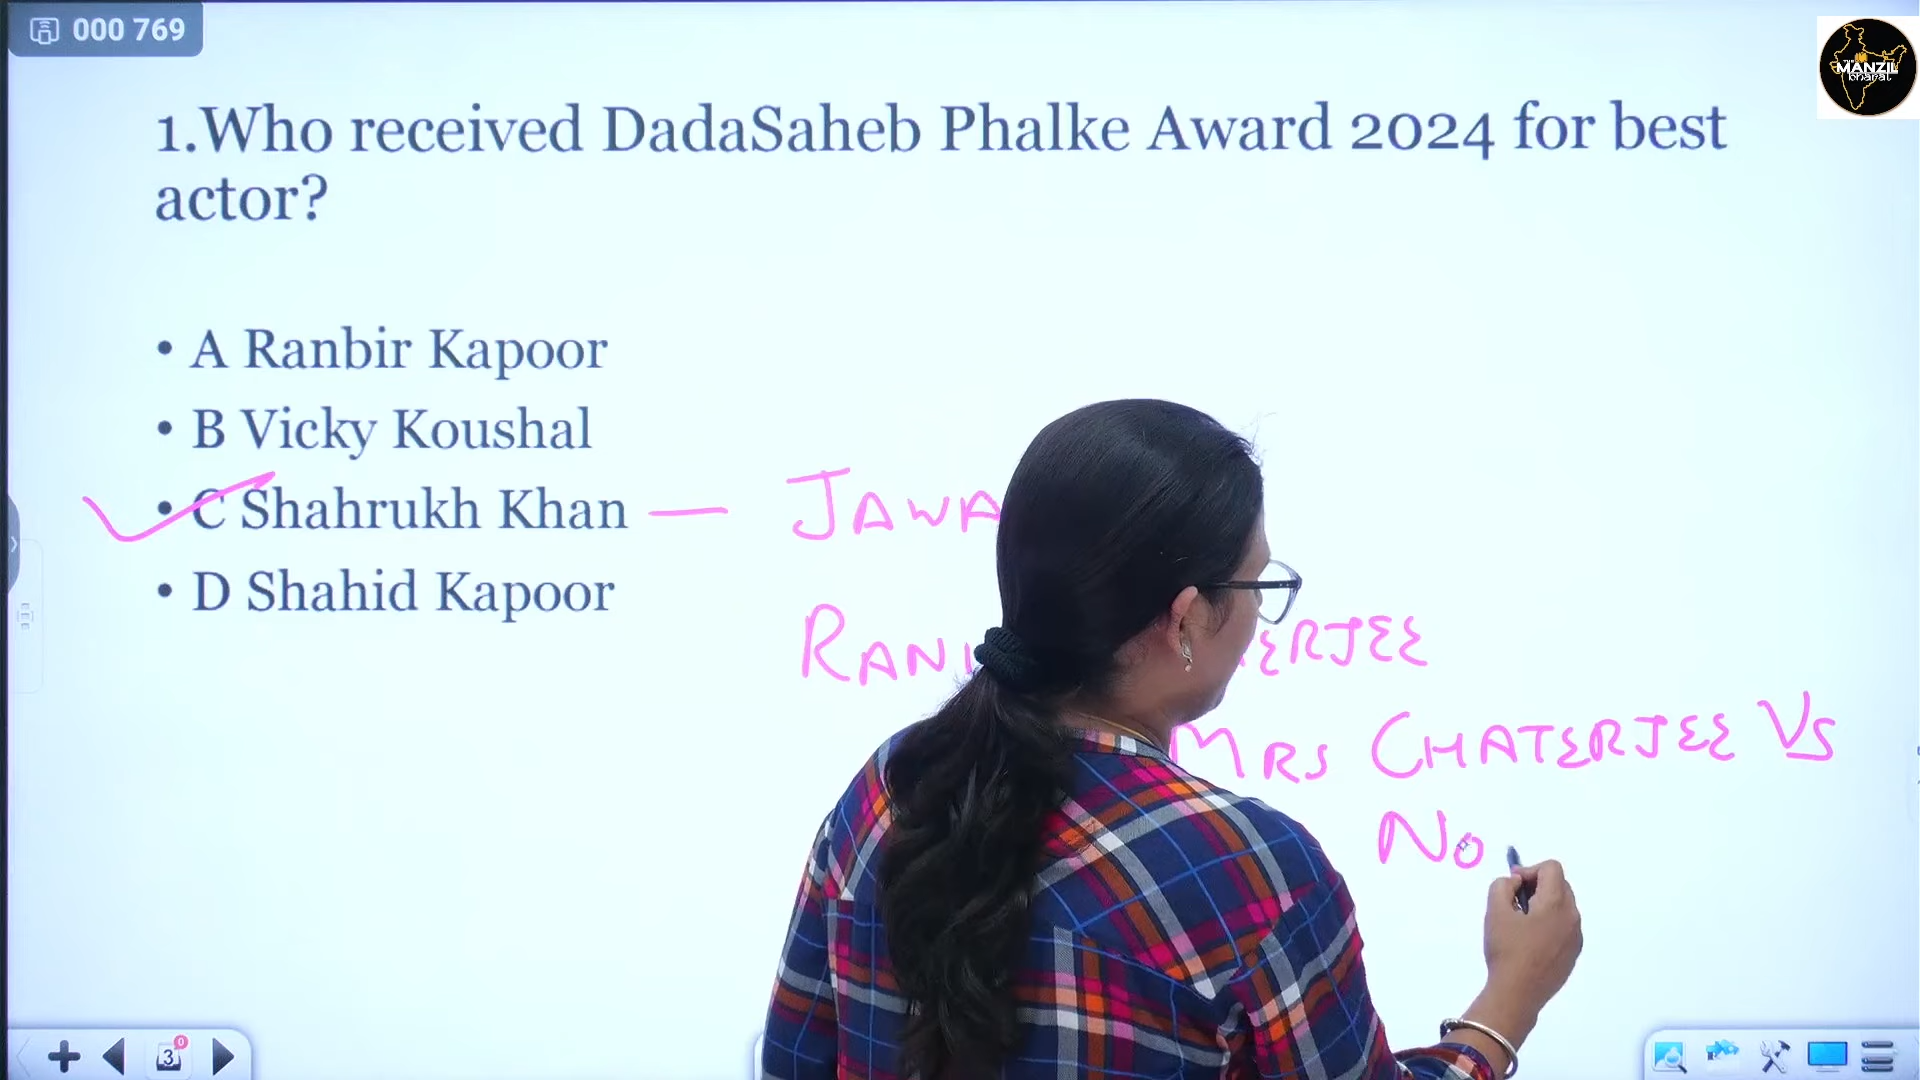 000 769
MANZIL
bharat
1.Who received DadaSaheb Phalke Award 2024 for best
actor?
• A Ranbir Kapoor
• B Vicky Koushal
• C Shahrukh Khan — JAWA
• D Shahid Kapoor
RANI ERJEE
MRS CHATERJEE VS
NO
3
0